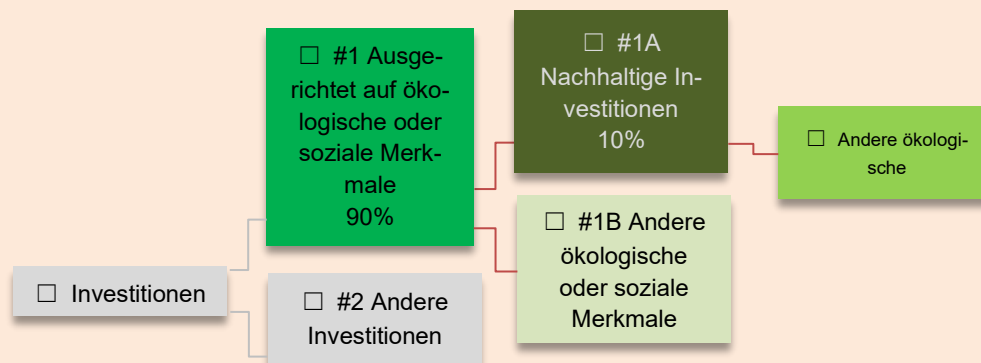 ☐ #1 Ausge-
richtet auf öko-
logische oder
soziale Merk-
male
90%
☐ #1A
Nachhaltige In-
vestitionen
10%
☐ Andere ökologi-
sche
☐ #1B Andere
ökologische
oder soziale
Merkmale
☐ Investitionen
☐ #2 Andere
Investitionen